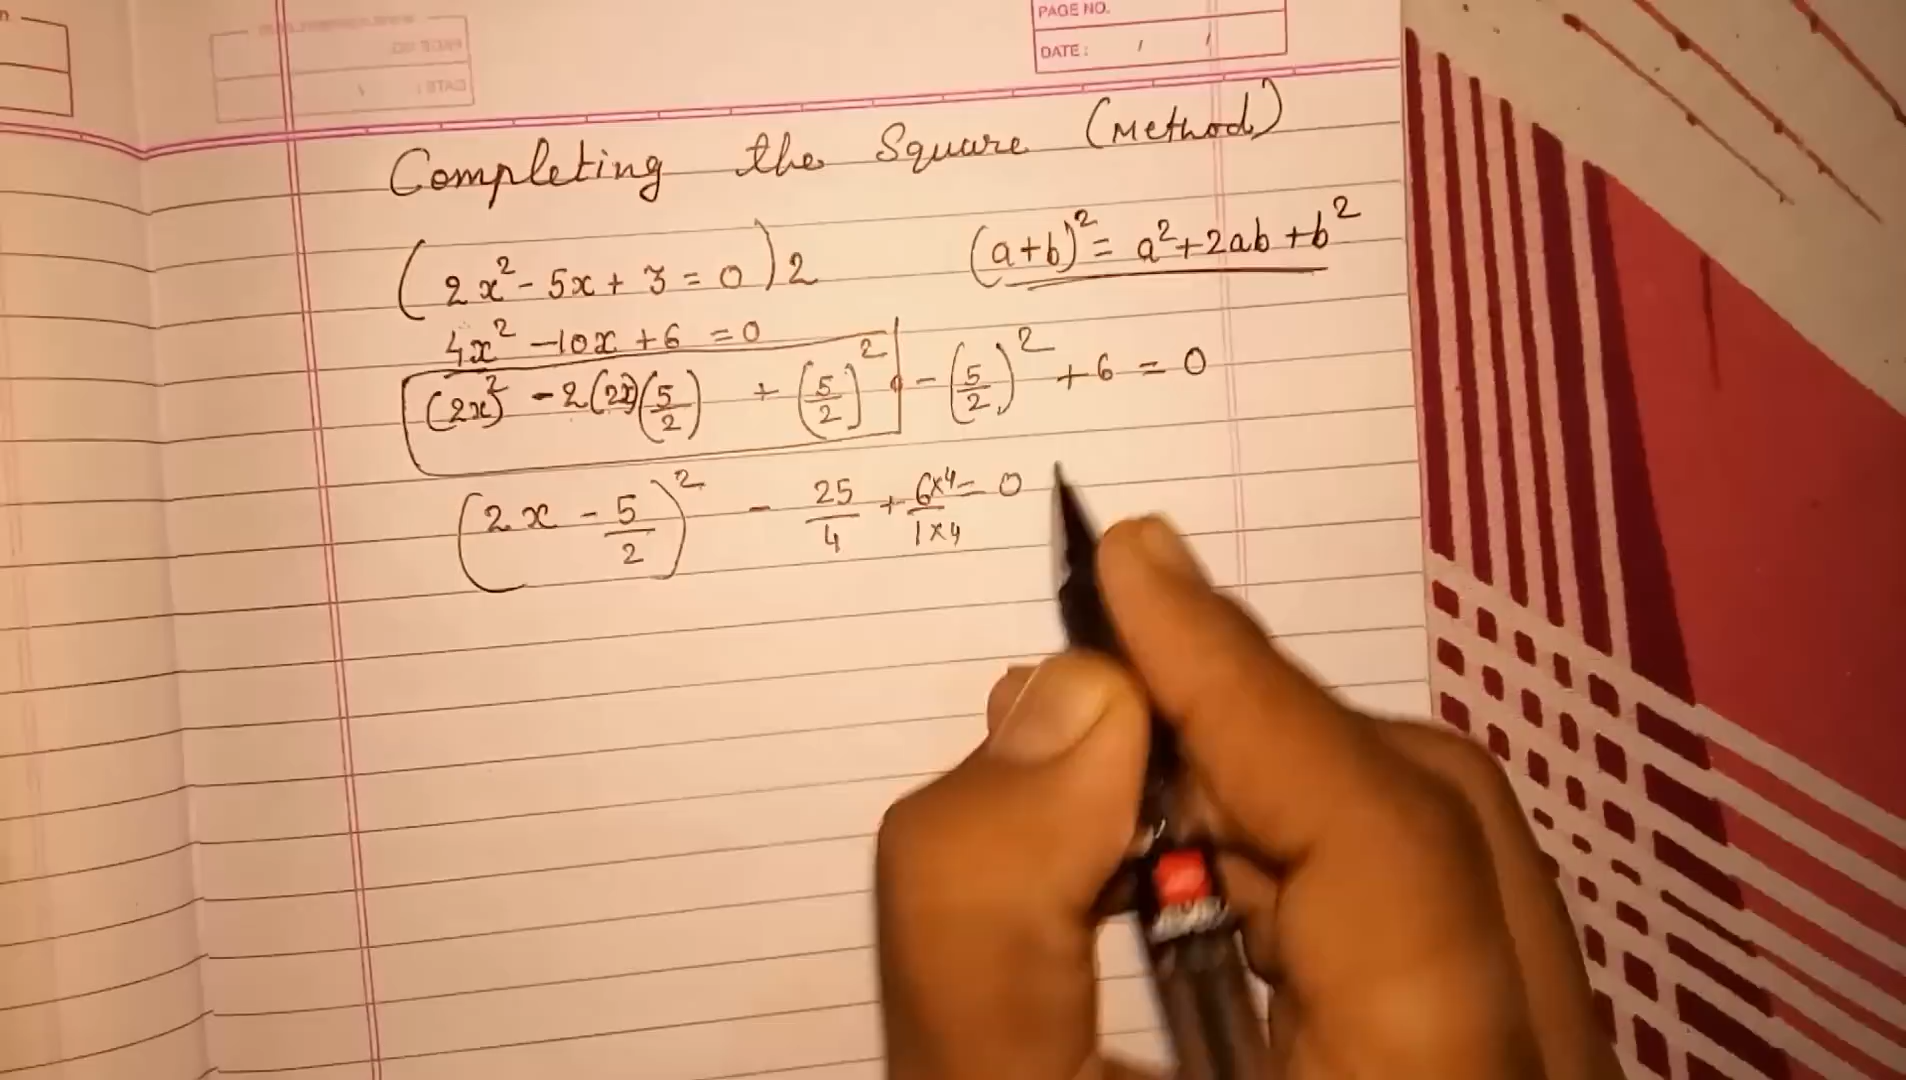 PAGE NO.
DATE : / /
Completing the Square (Method)
(2x² - 5x + 3 = 0)2 (a+b)² = a²+2ab+b²
4x² -10x +6 = 0
(2x)² - 2(2x)(5/2) + (5/2)² - (5/2)² + 6 = 0
(2x - 5/2)² - 25/4 + 6×4/1×4 = 0